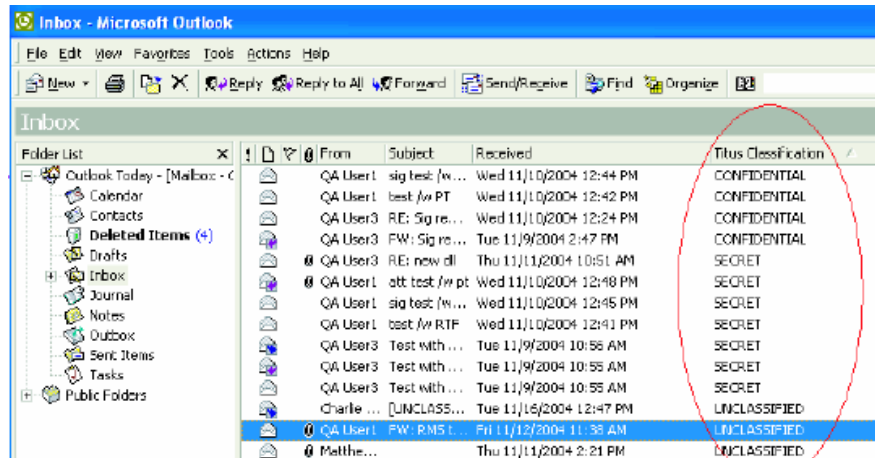 Inbox - Microsoft Outlook
File Edit View Favorites Tools Actions Help
New Reply Reply to All Forward Send/Receive Find Organize
Inbox
Folder List X ! From Subject Received Titus Classification
Outlook Today - [Mailbox - C QA User1 sig test /w... Wed 11/10/2004 12:44 PM CONFIDENTIAL
Calendar QA User1 test /w PT Wed 11/10/2004 12:42 PM CONFIDENTIAL
Contacts QA User3 RE: Sig re... Wed 11/10/2004 12:24 PM CONFIDENTIAL
Deleted Items (4) QA User3 FW: Sig re... Tue 11/9/2004 2:47 PM CONFIDENTIAL
Drafts QA User3 RE: new dl Thu 11/11/2004 10:51 AM SECRET
Inbox QA User1 att test /w pt Wed 11/10/2004 12:48 PM SECRET
Journal QA User1 sig test /w... Wed 11/10/2004 12:45 PM SECRET
Notes QA User1 test /w RTF Wed 11/10/2004 12:41 PM SECRET
Outbox QA User3 Test with ... Tue 11/9/2004 10:56 AM SECRET
Sent Items QA User3 Test with ... Tue 11/9/2004 10:55 AM SECRET
Tasks QA User3 Test with ... Tue 11/9/2004 10:55 AM SECRET
Public Folders Charlie ... [UNCLASS... Tue 11/16/2004 12:47 PM UNCLASSIFIED
QA User1 FW: RMS t... Fri 11/12/2004 11:38 AM UNCLASSIFIED
Matthe... Thu 11/11/2004 2:21 PM UNCLASSIFIED